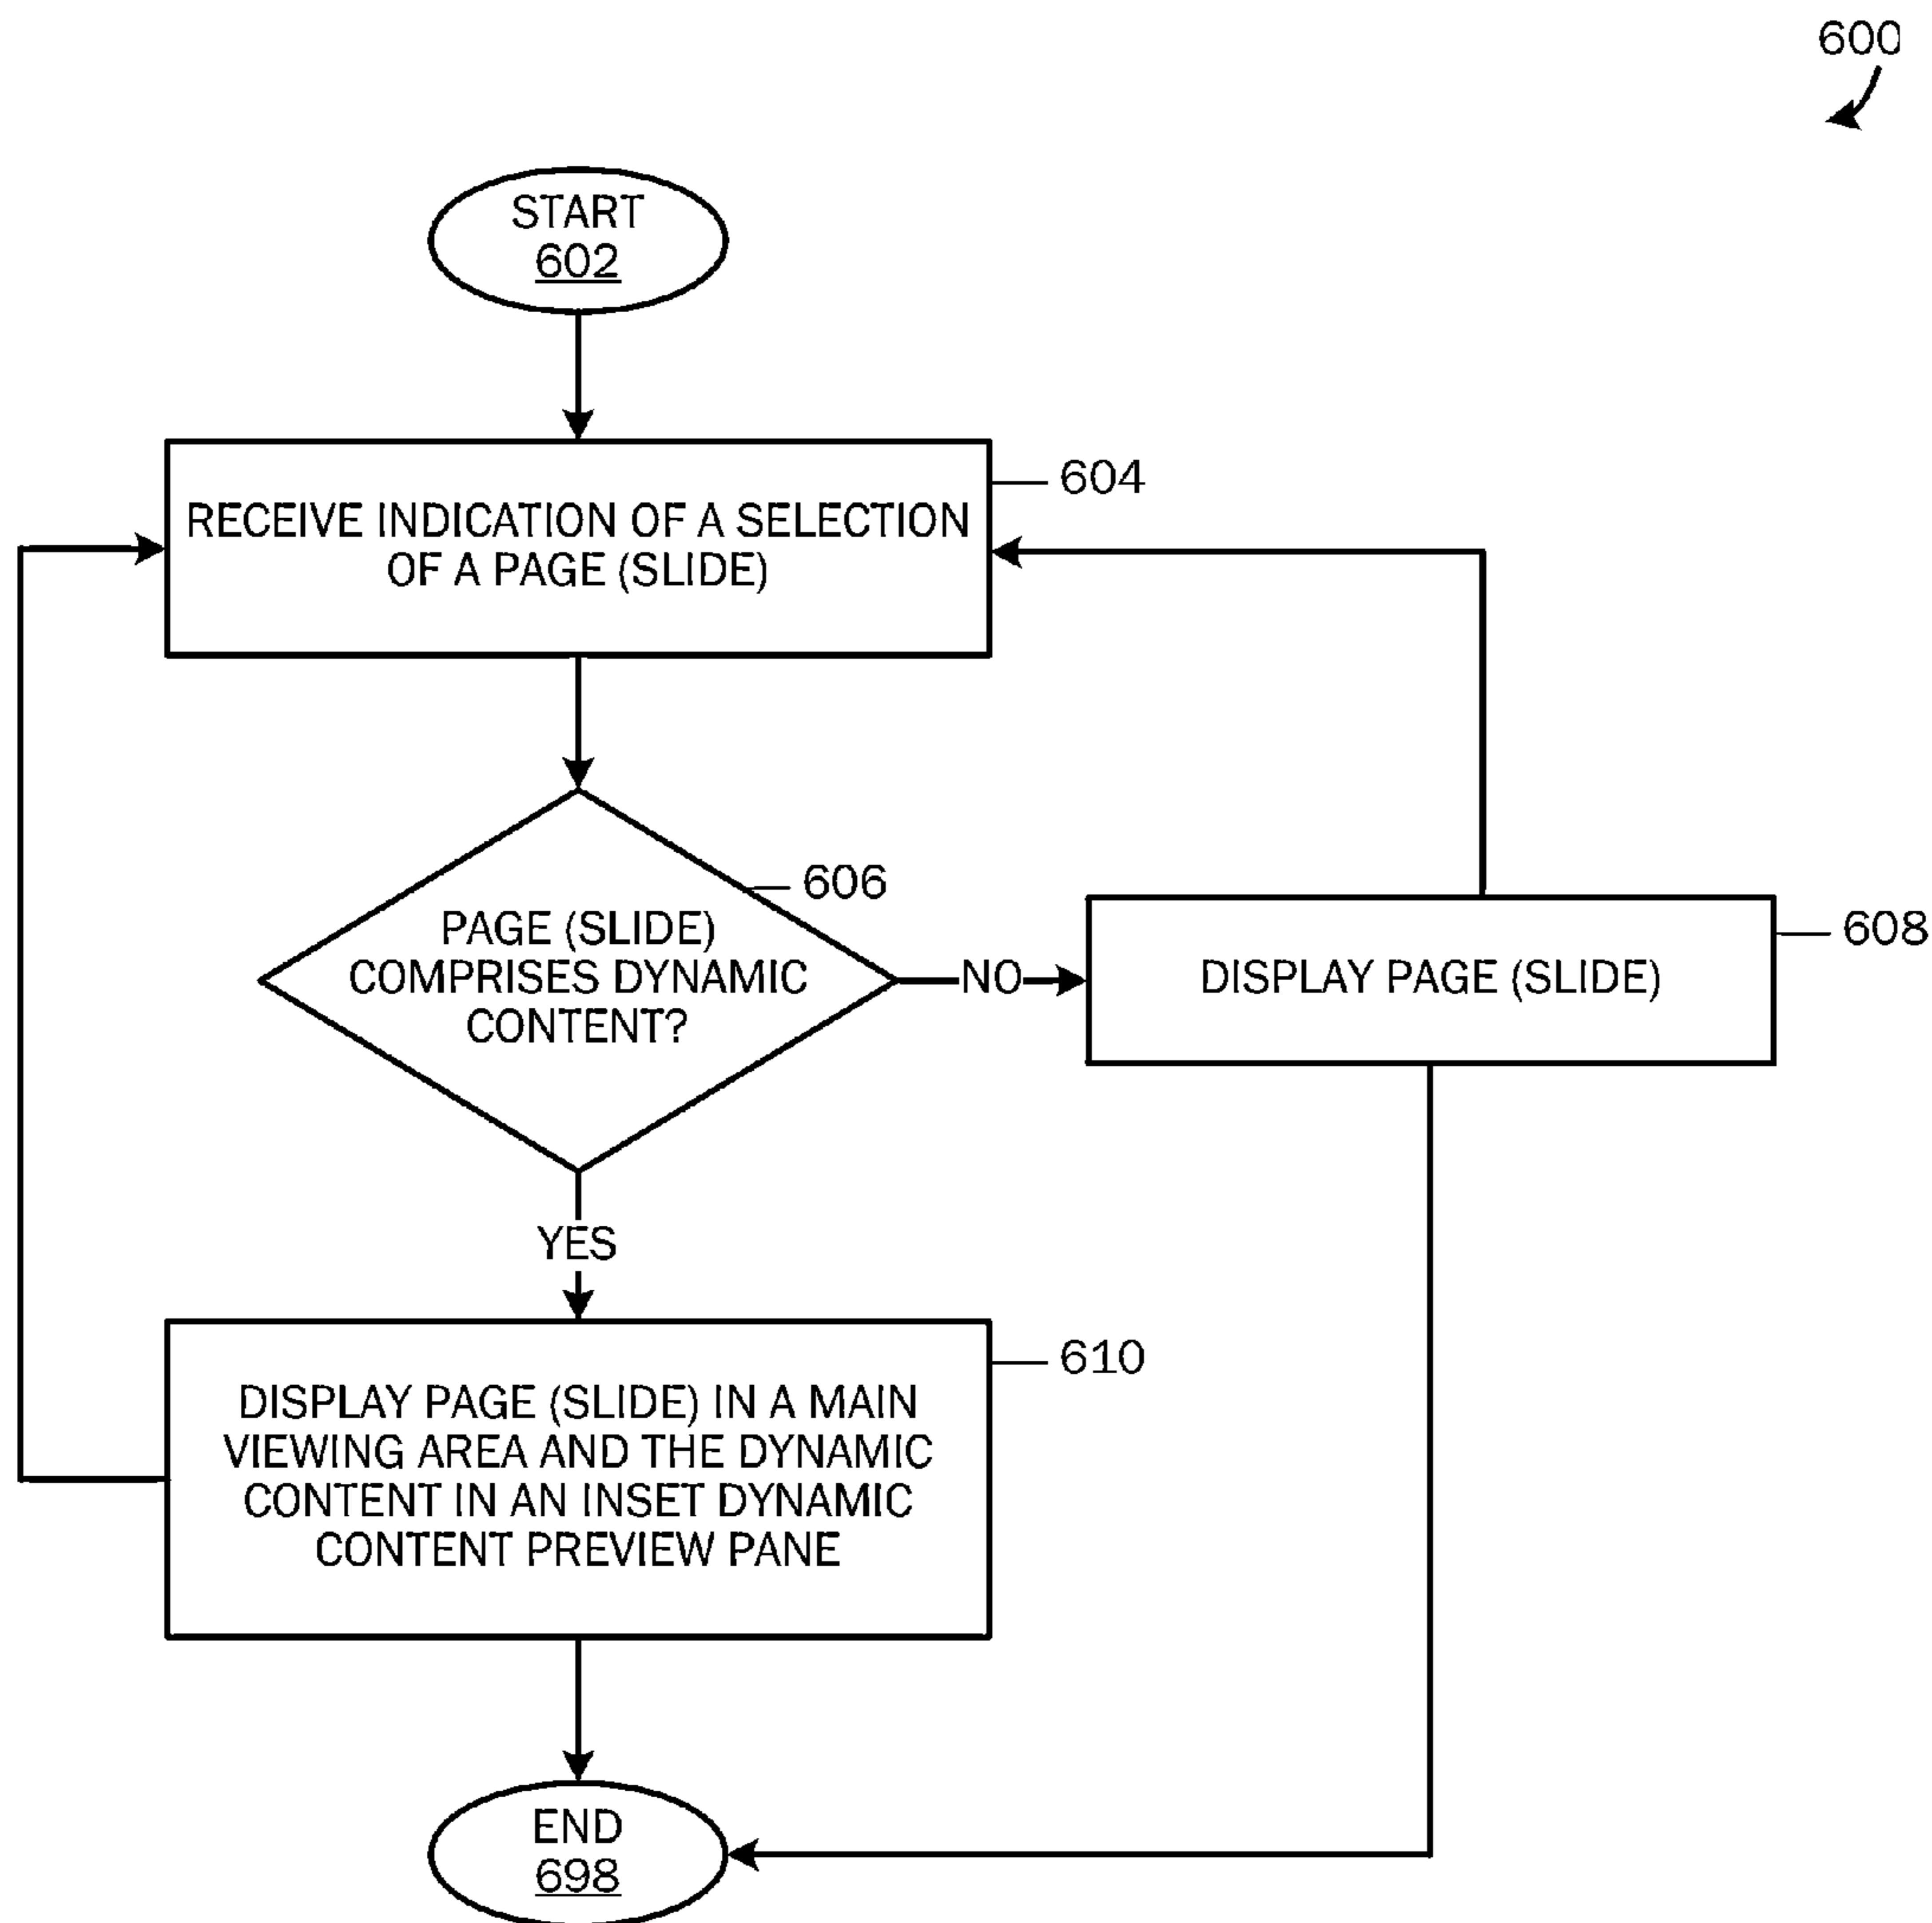 600
START
602
RECEIVE INDICATION OF A SELECTION
OF A PAGE (SLIDE)
604
606
PAGE (SLIDE)
COMPRISES DYNAMIC
CONTENT?
NO
DISPLAY PAGE (SLIDE)
608
YES
610
DISPLAY PAGE (SLIDE) IN A MAIN
VIEWING AREA AND THE DYNAMIC
CONTENT IN AN INSET DYNAMIC
CONTENT PREVIEW PANE
END
698